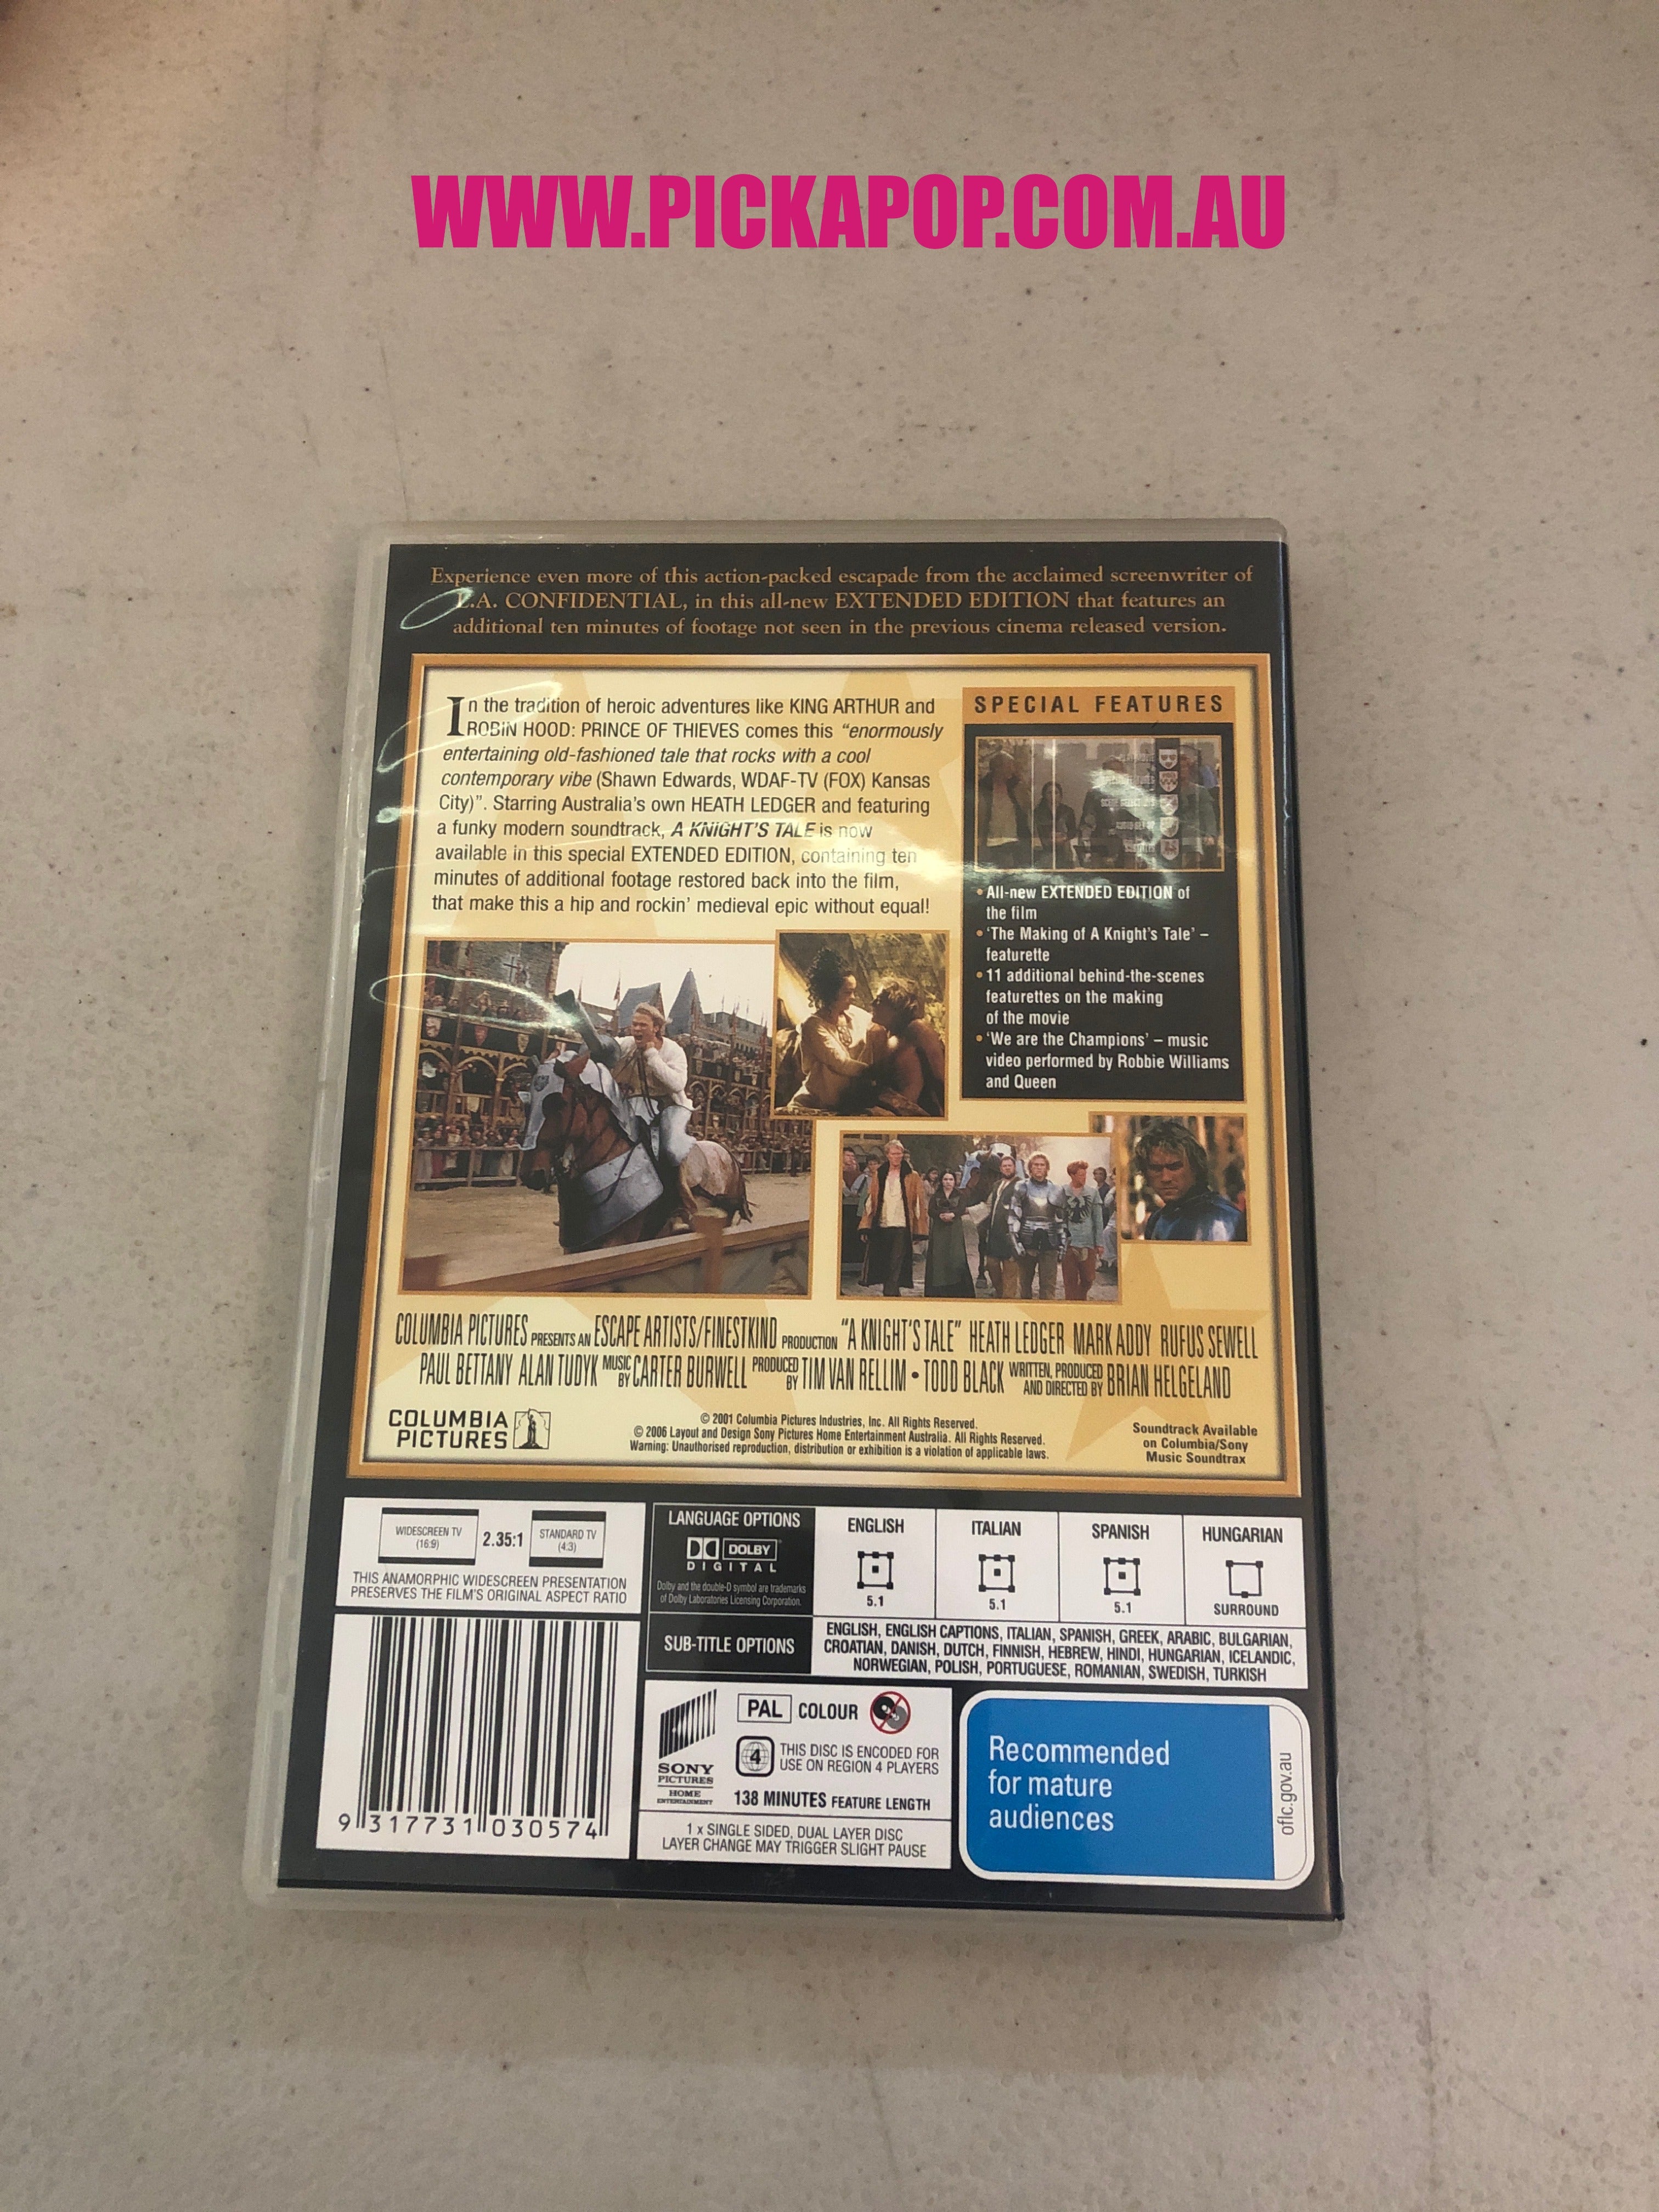 WWW.PICKAPOP.COM.AU
Experience even more of this action-packed escapade from the acclaimed screenwriter of
L.A. CONFIDENTIAL, in this all-new EXTENDED EDITION that features an
additional ten minutes of footage not seen in the previous cinema released version.
In the tradition of heroic adventures like KING ARTHUR and
ROBIN HOOD: PRINCE OF THIEVES comes this “enormously
entertaining old-fashioned tale that rocks with a cool
contemporary vibe (Shawn Edwards, WDAF-TV (FOX) Kansas
City)”. Starring Australia’s own HEATH LEDGER and featuring
a funky modern soundtrack, A KNIGHT’S TALE is now
available in this special EXTENDED EDITION, containing ten
minutes of additional footage restored back into the film,
that make this a hip and rockin’ medieval epic without equal!
SPECIAL FEATURES
• All-new EXTENDED EDITION of
the film
• ‘The Making of A Knight’s Tale’ –
featurette
• 11 additional behind-the-scenes
featurettes on the making
of the movie
• ‘We are the Champions’ – music
video performed by Robbie Williams
and Queen
COLUMBIA PICTURES PRESENTS AN ESCAPE ARTISTS/FINESTKIND PRODUCTION “A KNIGHT’S TALE” HEATH LEDGER MARK ADDY RUFUS SEWELL
PAUL BETTANY ALAN TUDYK MUSIC BY CARTER BURWELL PRODUCED BY TIM VAN RELLIM • TODD BLACK WRITTEN, PRODUCED AND DIRECTED BY BRIAN HELGELAND
COLUMBIA
PICTURES
© 2001 Columbia Pictures Industries, Inc. All Rights Reserved.
© 2006 Layout and Design Sony Pictures Home Entertainment Australia. All Rights Reserved.
Warning: Unauthorised reproduction, distribution or exhibition is a violation of applicable laws.
Soundtrack Available
on Columbia/Sony
Music Soundtrax
WIDESCREEN TV
(16:9)
2.35:1
STANDARD TV
(4:3)
THIS ANAMORPHIC WIDESCREEN PRESENTATION
PRESERVES THE FILM’S ORIGINAL ASPECT RATIO
LANGUAGE OPTIONS
DOLBY
DIGITAL
Dolby and the double-D symbol are trademarks
of Dolby Laboratories Licensing Corporation.
ENGLISH
5.1
ITALIAN
5.1
SPANISH
5.1
HUNGARIAN
SURROUND
SUB-TITLE OPTIONS
ENGLISH, ENGLISH CAPTIONS, ITALIAN, SPANISH, GREEK, ARABIC, BULGARIAN,
CROATIAN, DANISH, DUTCH, FINNISH, HEBREW, HINDI, HUNGARIAN, ICELANDIC,
NORWEGIAN, POLISH, PORTUGUESE, ROMANIAN, SWEDISH, TURKISH
9 317731 030574
SONY
PICTURES
HOME
ENTERTAINMENT
PAL COLOUR
4
THIS DISC IS ENCODED FOR
USE ON REGION 4 PLAYERS
138 MINUTES FEATURE LENGTH
1 x SINGLE SIDED, DUAL LAYER DISC
LAYER CHANGE MAY TRIGGER SLIGHT PAUSE
Recommended
for mature
audiences
oflc.gov.au